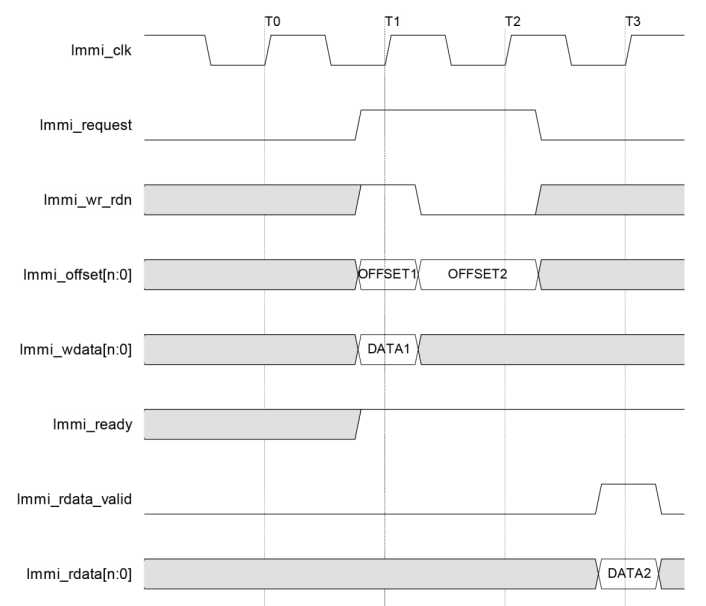 T0 T1 T2 T3
lmmi_clk
lmmi_request
lmmi_wr_rdn
lmmi_offset[n:0] OFFSET1 OFFSET2
lmmi_wdata[n:0] DATA1
lmmi_ready
lmmi_rdata_valid
lmmi_rdata[n:0] DATA2